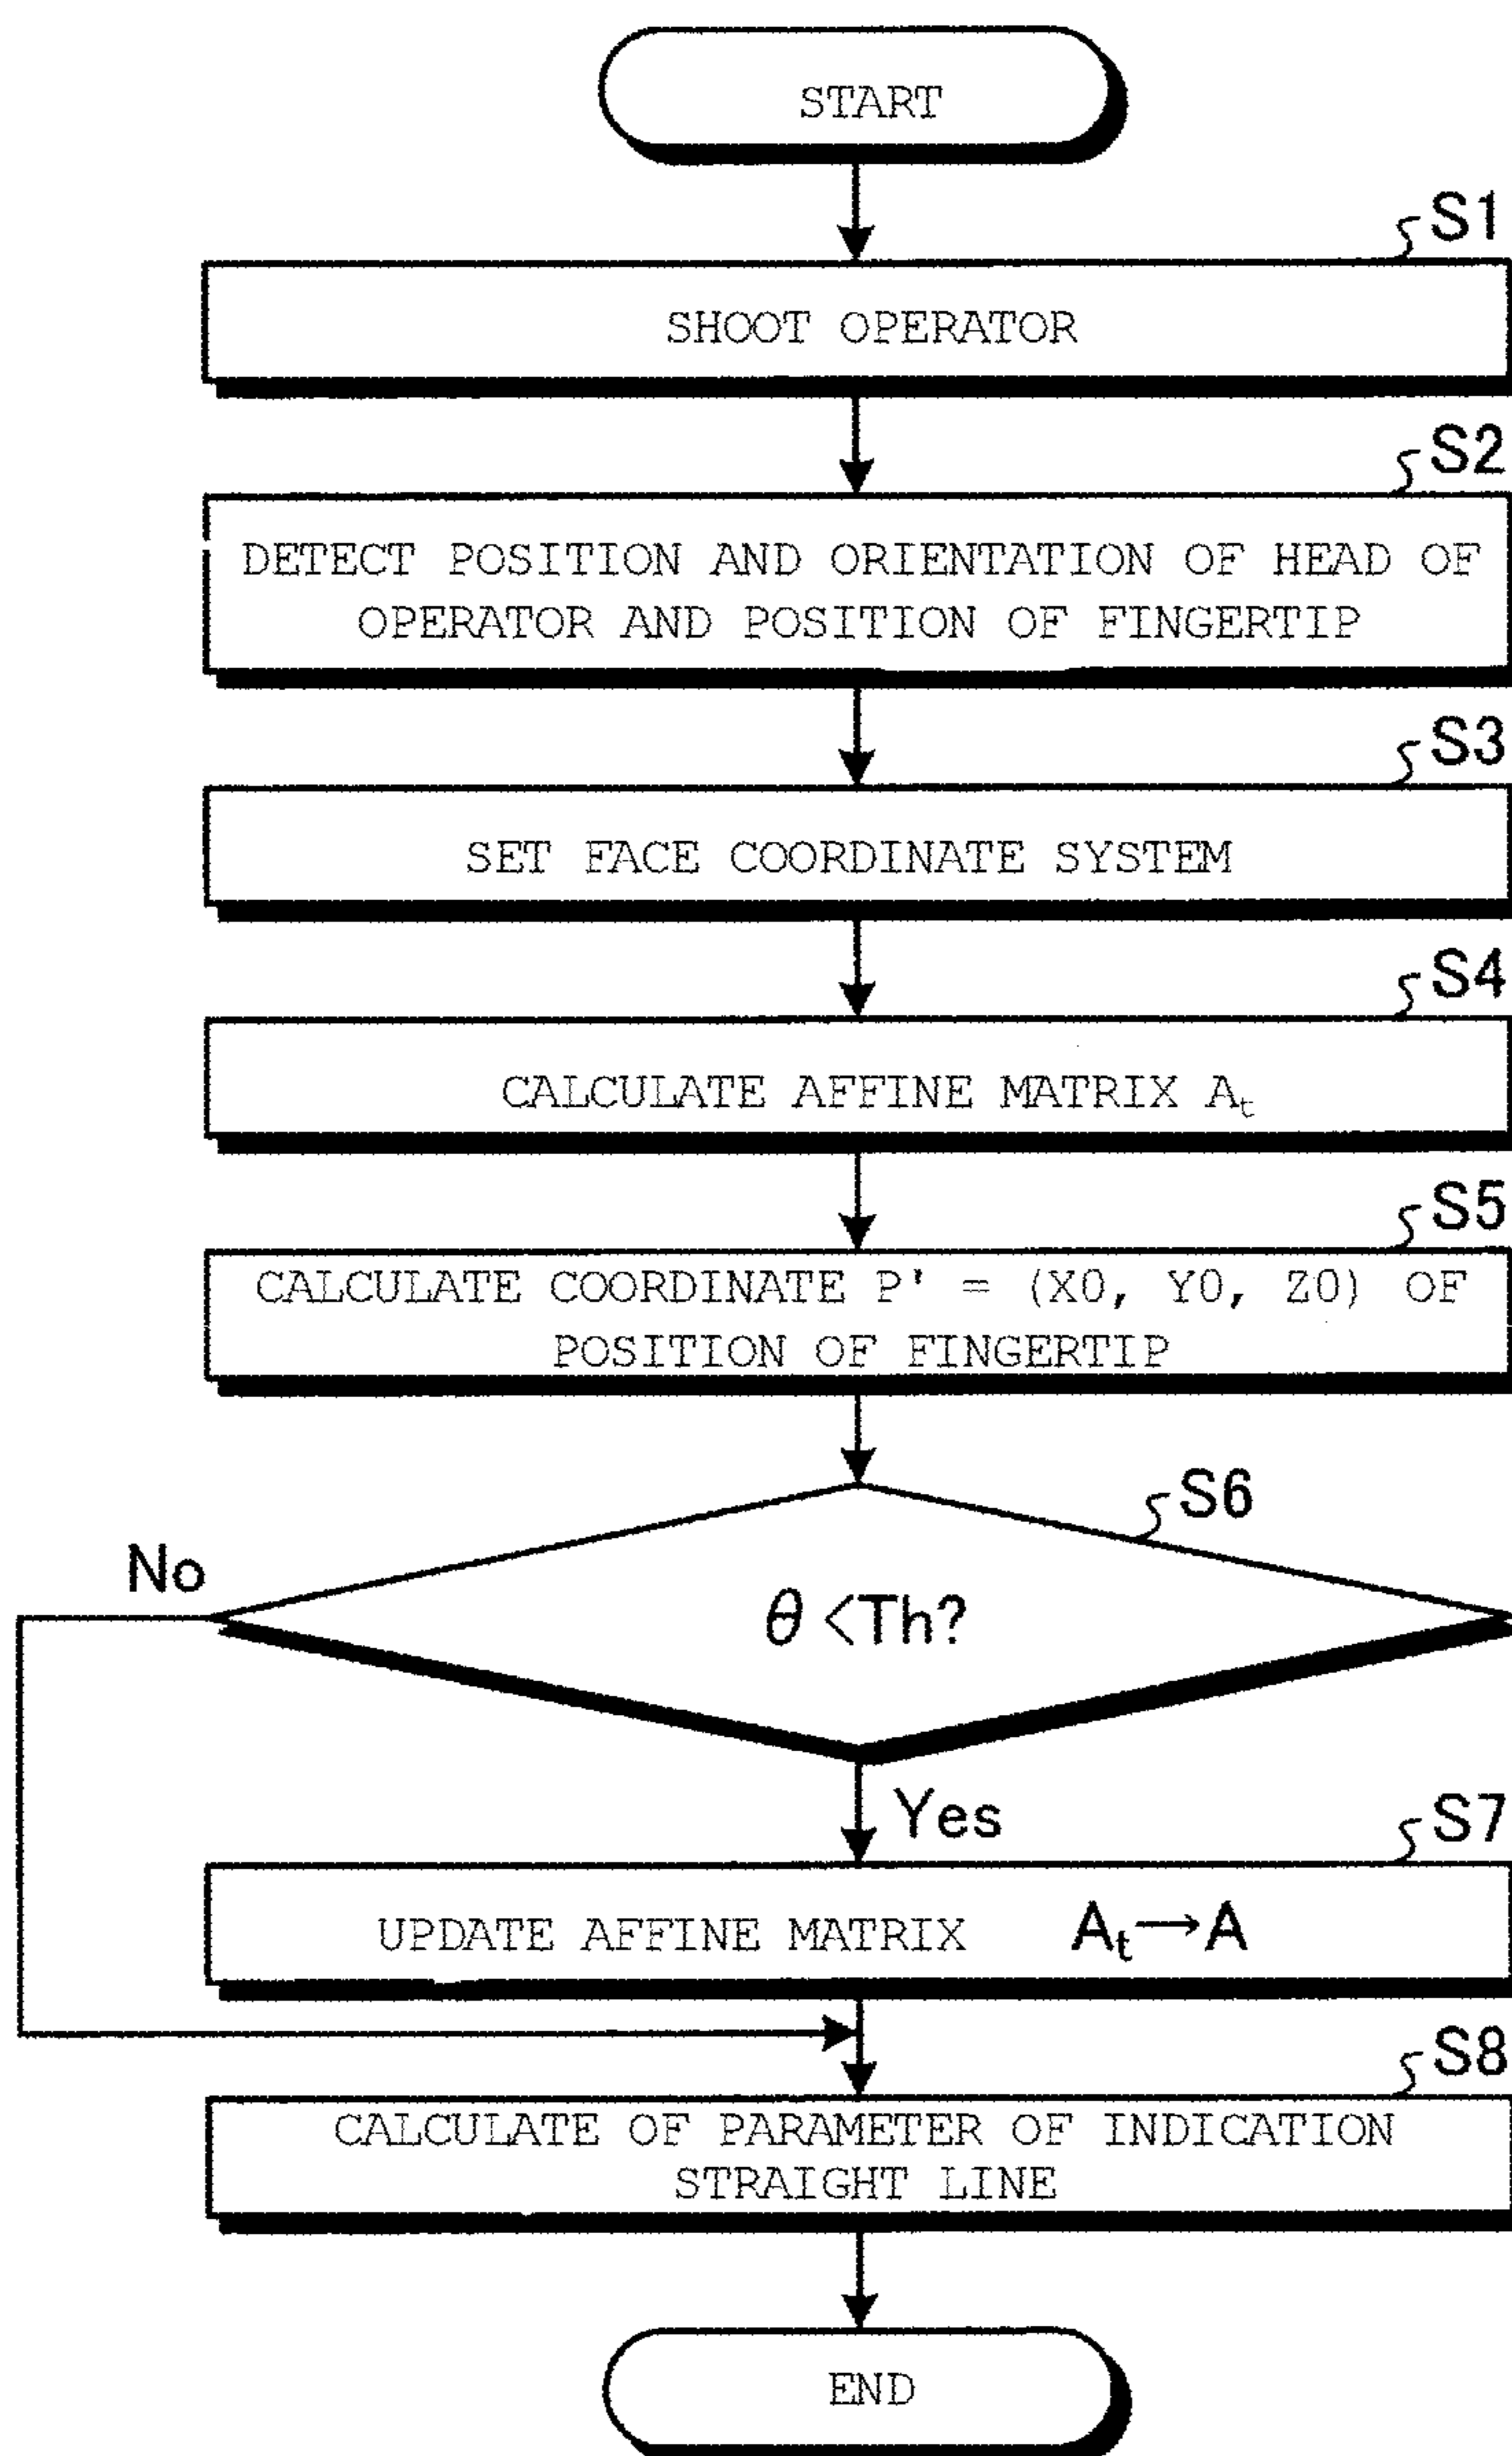 START
S1
SHOOT OPERATOR
S2
DETECT POSITION AND ORIENTATION OF HEAD OF
OPERATOR AND POSITION OF FINGERTIP
S3
SET FACE COORDINATE SYSTEM
S4
CALCULATE AFFINE MATRIX Aₜ
S5
CALCULATE COORDINATE P' = (X0, Y0, Z0) OF
POSITION OF FINGERTIP
S6
No
θ <Th?
Yes
S7
UPDATE AFFINE MATRIX Aₜ→A
S8
CALCULATE OF PARAMETER OF INDICATION
STRAIGHT LINE
END